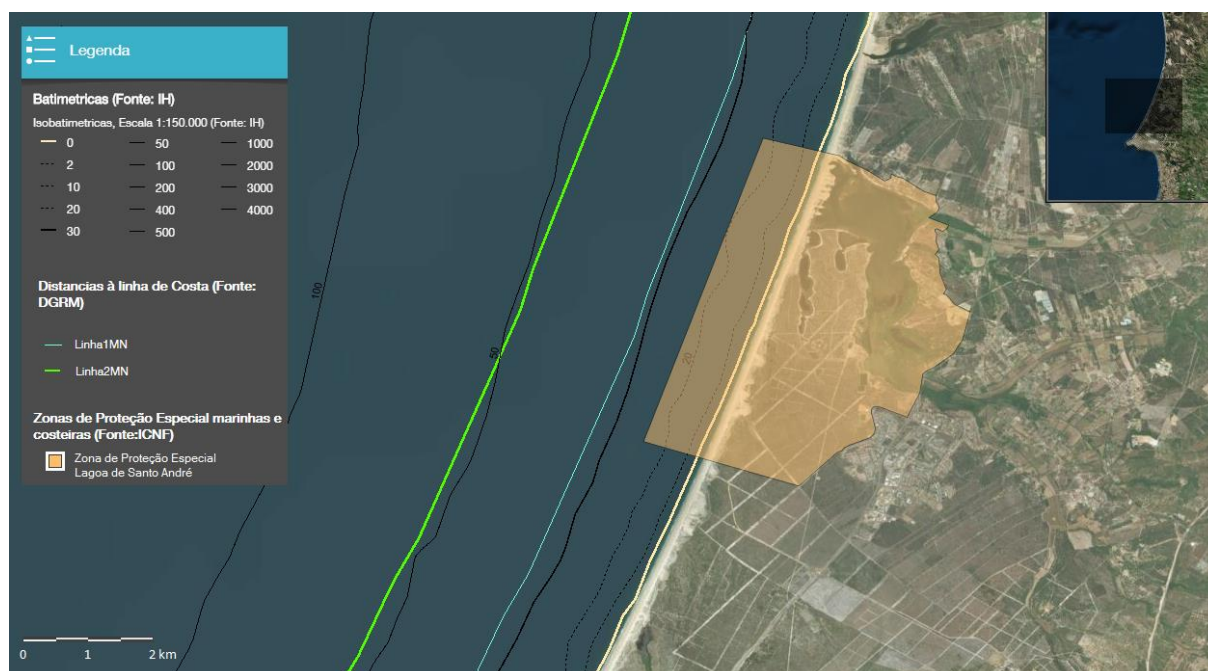 Legenda
Batimetricas (Fonte: IH)
Isobatimetricas, Escala 1:150.000 (Fonte: IH)
0 50 1000
2 100 2000
10 200 3000
20 400 4000
30 500
Distancias à linha de Costa (Fonte:
DGRM)
Linha1MN
Linha2MN
Zonas de Proteção Especial marinhas e
costeiras (Fonte:ICNF)
Zona de Proteção Especial
Lagoa de Santo André
0 1 2 km
100
50
20